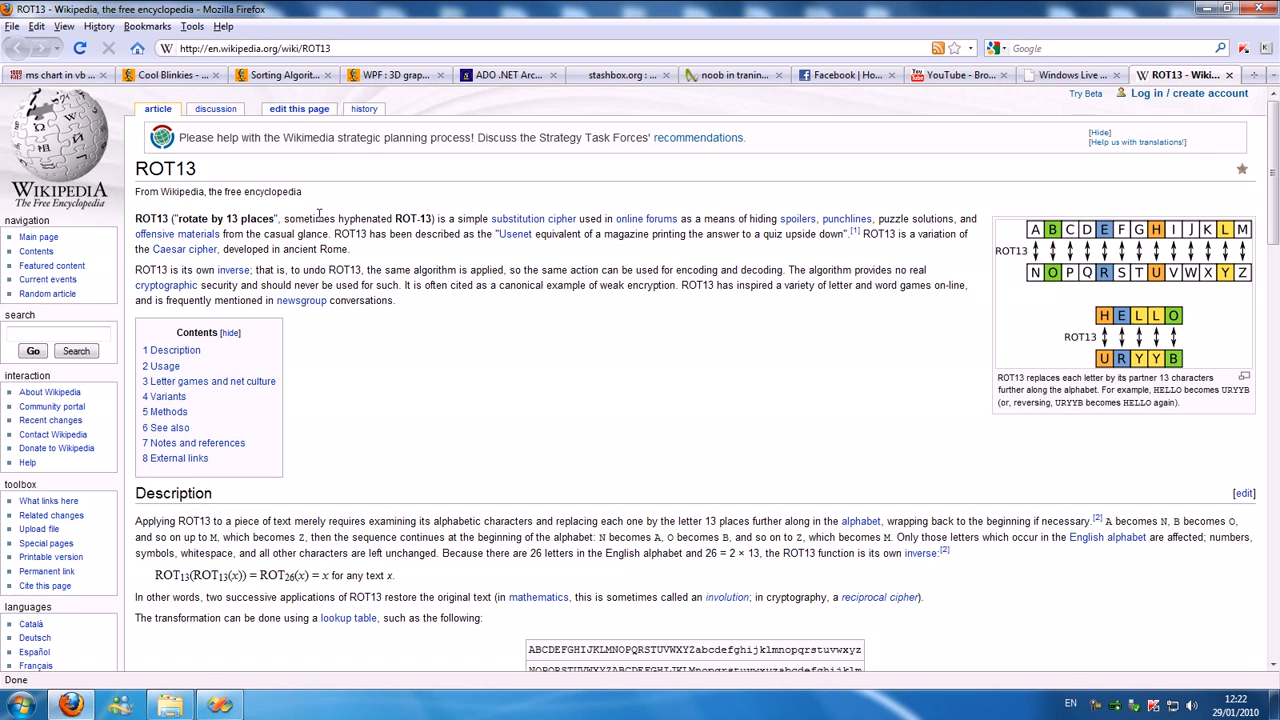 ROT13 - Wikipedia, the free encyclopedia - Mozilla Firefox
File Edit View History Bookmarks Tools Help
http://en.wikipedia.org/wiki/ROT13
Google
ms chart in vb ...
Cool Blinkies - ...
Sorting Algorit...
WPF : 3D grap...
ADO .NET Arc...
stashbox.org : ...
noob in tranin...
Facebook | Ho...
YouTube - Bro...
Windows Live ...
ROT13 - Wiki...
Try Beta Log in / create account
article discussion edit this page history
Please help with the Wikimedia strategic planning process! Discuss the Strategy Task Forces' recommendations.
[Hide]
[Help us with translations!]
WIKIPEDIA
The Free Encyclopedia
navigation
Main page
Contents
Featured content
Current events
Random article
search
Go Search
interaction
About Wikipedia
Community portal
Recent changes
Contact Wikipedia
Donate to Wikipedia
Help
toolbox
What links here
Related changes
Upload file
Special pages
Printable version
Permanent link
Cite this page
languages
Català
Deutsch
Español
Français
ROT13
From Wikipedia, the free encyclopedia
ROT13 ("rotate by 13 places", sometimes hyphenated ROT-13) is a simple substitution cipher used in online forums as a means of hiding spoilers, punchlines, puzzle solutions, and
offensive materials from the casual glance. ROT13 has been described as the "Usenet equivalent of a magazine printing the answer to a quiz upside down".[1] ROT13 is a variation of
the Caesar cipher, developed in ancient Rome.
ROT13 is its own inverse; that is, to undo ROT13, the same algorithm is applied, so the same action can be used for encoding and decoding. The algorithm provides no real
cryptographic security and should never be used for such. It is often cited as a canonical example of weak encryption. ROT13 has inspired a variety of letter and word games on-line,
and is frequently mentioned in newsgroup conversations.
A B C D E F G H I J K L M
ROT13
N O P Q R S T U V W X Y Z
H E L L O
ROT13
U R Y Y B
ROT13 replaces each letter by its partner 13 characters
further along the alphabet. For example, HELLO becomes URYYB
(or, reversing, URYYB becomes HELLO again).
Contents [hide]
1 Description
2 Usage
3 Letter games and net culture
4 Variants
5 Methods
6 See also
7 Notes and references
8 External links
Description [edit]
Applying ROT13 to a piece of text merely requires examining its alphabetic characters and replacing each one by the letter 13 places further along in the alphabet, wrapping back to the beginning if necessary.[2] A becomes N, B becomes O,
and so on up to M, which becomes Z, then the sequence continues at the beginning of the alphabet: N becomes A, O becomes B, and so on to Z, which becomes M. Only those letters which occur in the English alphabet are affected; numbers,
symbols, whitespace, and all other characters are left unchanged. Because there are 26 letters in the English alphabet and 26 = 2 × 13, the ROT13 function is its own inverse:[2]
ROT13(ROT13(x)) = ROT26(x) = x for any text x.
In other words, two successive applications of ROT13 restore the original text (in mathematics, this is sometimes called an involution; in cryptography, a reciprocal cipher).
The transformation can be done using a lookup table, such as the following:
ABCDEFGHIJKLMNOPQRSTUVWXYZabcdefghijklmnopqrstuvwxyz
NOPQRSTUVWXYZABCDEFGHIJKLMnopqrstuvwxyzabcdefghijklm
Done
EN
12:22
29/01/2010